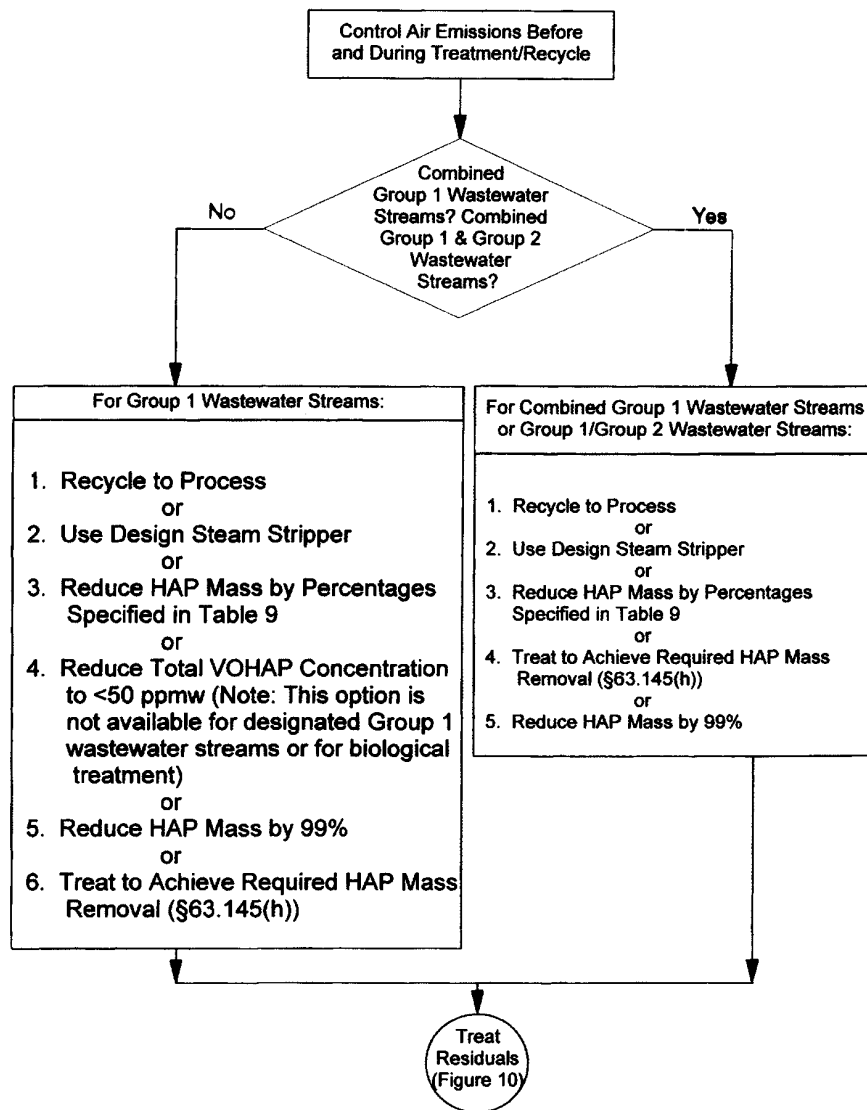 Control Air Emissions Before
and During Treatment/Recycle
Combined
Group 1 Wastewater
Streams? Combined
Group 1 & Group 2
Wastewater
Streams?
No
Yes
For Group 1 Wastewater Streams:
1. Recycle to Process
or
2. Use Design Steam Stripper
or
3. Reduce HAP Mass by Percentages
Specified in Table 9
or
4. Reduce Total VOHAP Concentration
to <50 ppmw (Note: This option is
not available for designated Group 1
wastewater streams or for biological
treatment)
or
5. Reduce HAP Mass by 99%
or
6. Treat to Achieve Required HAP Mass
Removal (§63.145(h))
For Combined Group 1 Wastewater Streams
or Group 1/Group 2 Wastewater Streams:
1. Recycle to Process
or
2. Use Design Steam Stripper
or
3. Reduce HAP Mass by Percentages
Specified in Table 9
or
4. Treat to Achieve Required HAP Mass
Removal (§63.145(h))
or
5. Reduce HAP Mass by 99%
Treat
Residuals
(Figure 10)